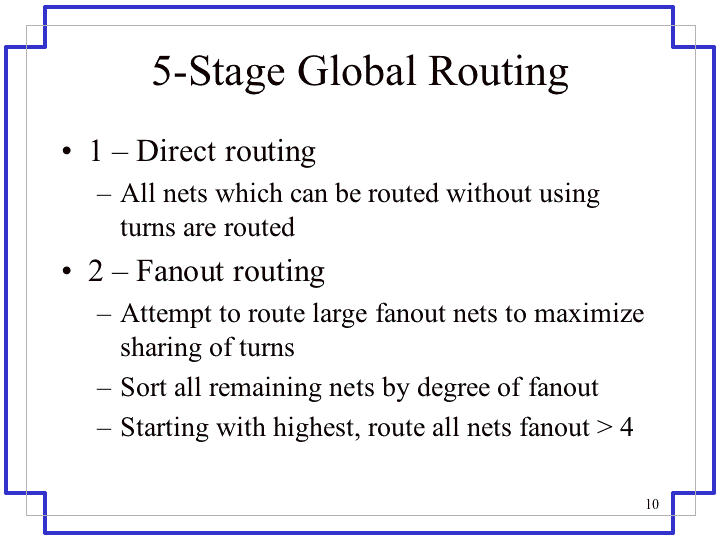 5-Stage Global Routing
• 1 – Direct routing
– All nets which can be routed without using
turns are routed
• 2 – Fanout routing
– Attempt to route large fanout nets to maximize
sharing of turns
– Sort all remaining nets by degree of fanout
– Starting with highest, route all nets fanout > 4
10